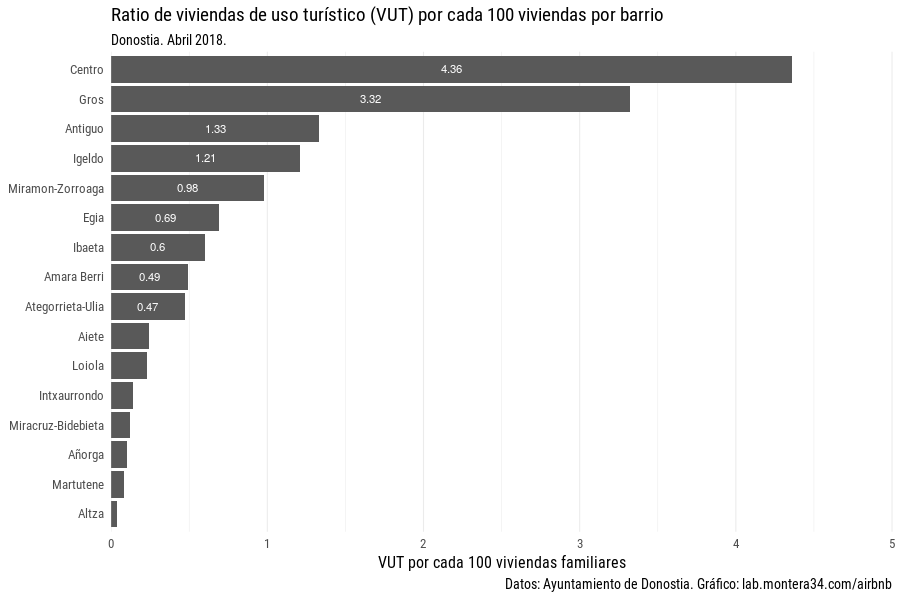 Ratio de viviendas de uso turístico (VUT) por cada 100 viviendas por barrio
Donostia. Abril 2018.
Centro 4.36
Gros 3.32
Antiguo 1.33
Igeldo 1.21
Miramon-Zorroaga 0.98
Egia 0.69
Ibaeta 0.6
Amara Berri 0.49
Ategorrieta-Ulia 0.47
Aiete
Loiola
Intxaurrondo
Miracruz-Bidebieta
Añorga
Martutene
Altza
0 1 2 3 4 5
VUT por cada 100 viviendas familiares
Datos: Ayuntamiento de Donostia. Gráfico: lab.montera34.com/airbnb